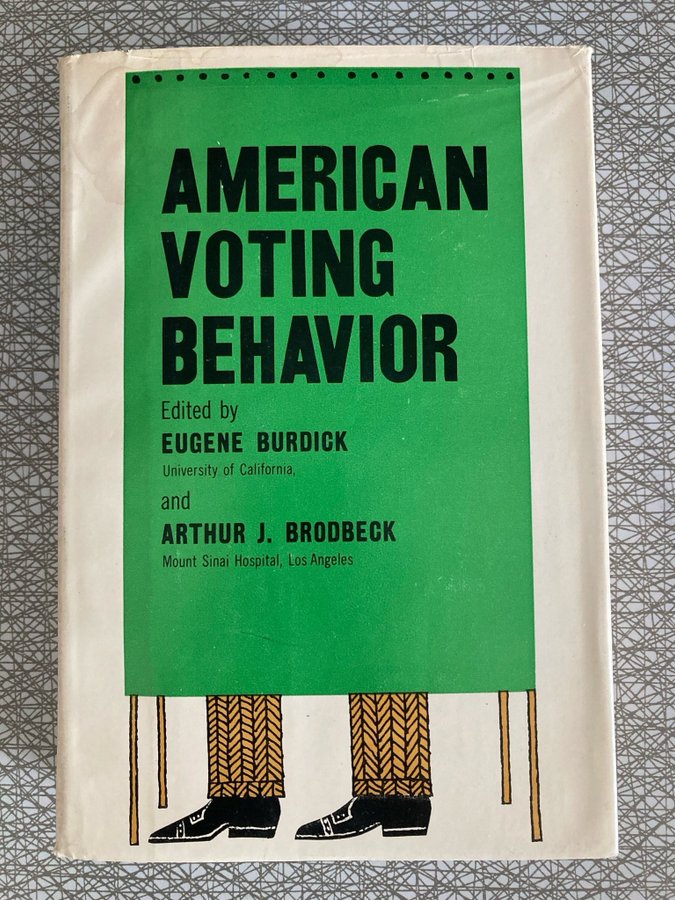 AMERICAN
VOTING
BEHAVIOR
Edited by
EUGENE BURDICK
University of California,
and
ARTHUR J. BRODBECK
Mount Sinai Hospital, Los Angeles